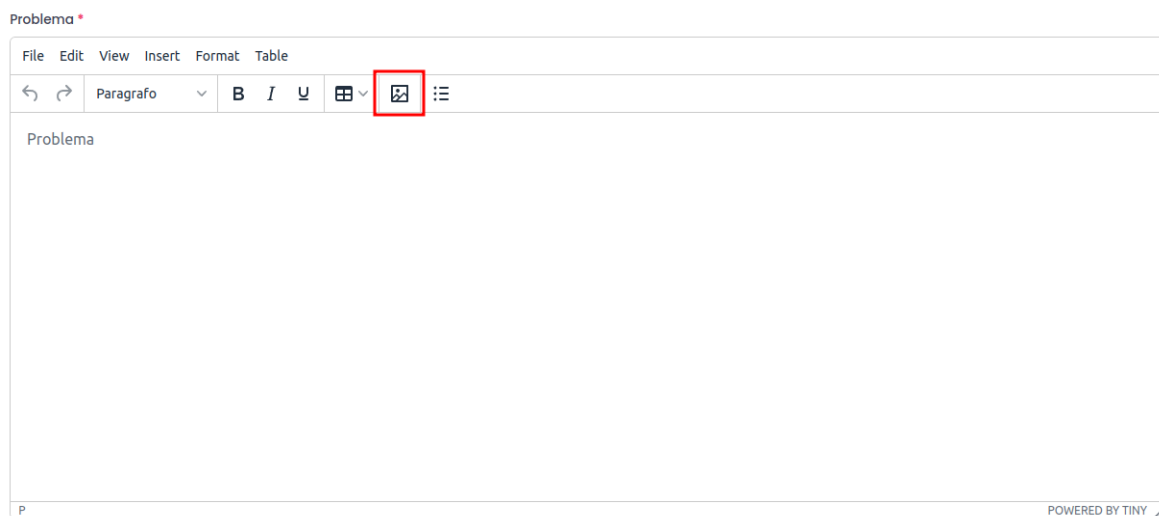 Problema *
File Edit View Insert Format Table
Paragrafo B I U
Problema
P POWERED BY TINY